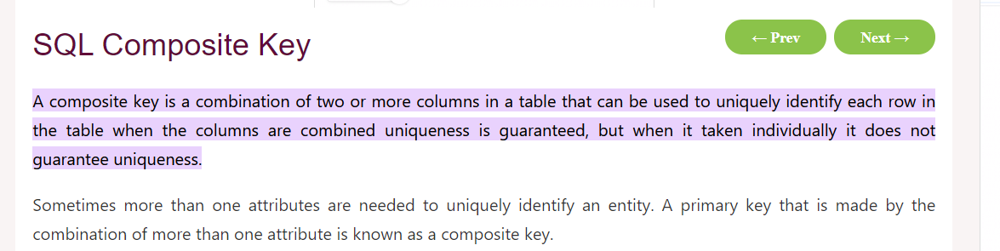 SQL Composite Key
← Prev
Next →
A composite key is a combination of two or more columns in a table that can be used to uniquely identify each row in
the table when the columns are combined uniqueness is guaranteed, but when it taken individually it does not
guarantee uniqueness.
Sometimes more than one attributes are needed to uniquely identify an entity. A primary key that is made by the
combination of more than one attribute is known as a composite key.